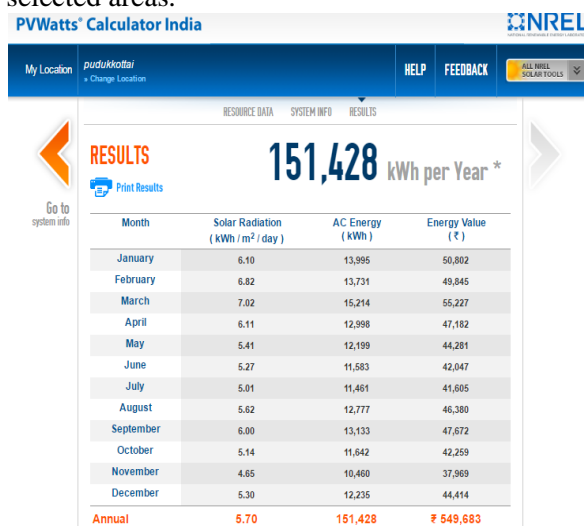 selected areas.
PVWatts® Calculator India
NREL
My Location
pudukkottai
» Change Location
HELP FEEDBACK
ALL NREL
SOLAR TOOLS
RESOURCE DATA SYSTEM INFO RESULTS
RESULTS
151,428 kWh per Year *
Print Results
Go to
system info
Month Solar Radiation AC Energy Energy Value
( kWh / m² / day ) ( kWh ) ( ₹ )
January 6.10 13,995 50,802
February 6.82 13,731 49,845
March 7.02 15,214 55,227
April 6.11 12,998 47,182
May 5.41 12,199 44,281
June 5.27 11,583 42,047
July 5.01 11,461 41,605
August 5.62 12,777 46,380
September 6.00 13,133 47,672
October 5.14 11,642 42,259
November 4.65 10,460 37,969
December 5.30 12,235 44,414
Annual 5.70 151,428 ₹ 549,683